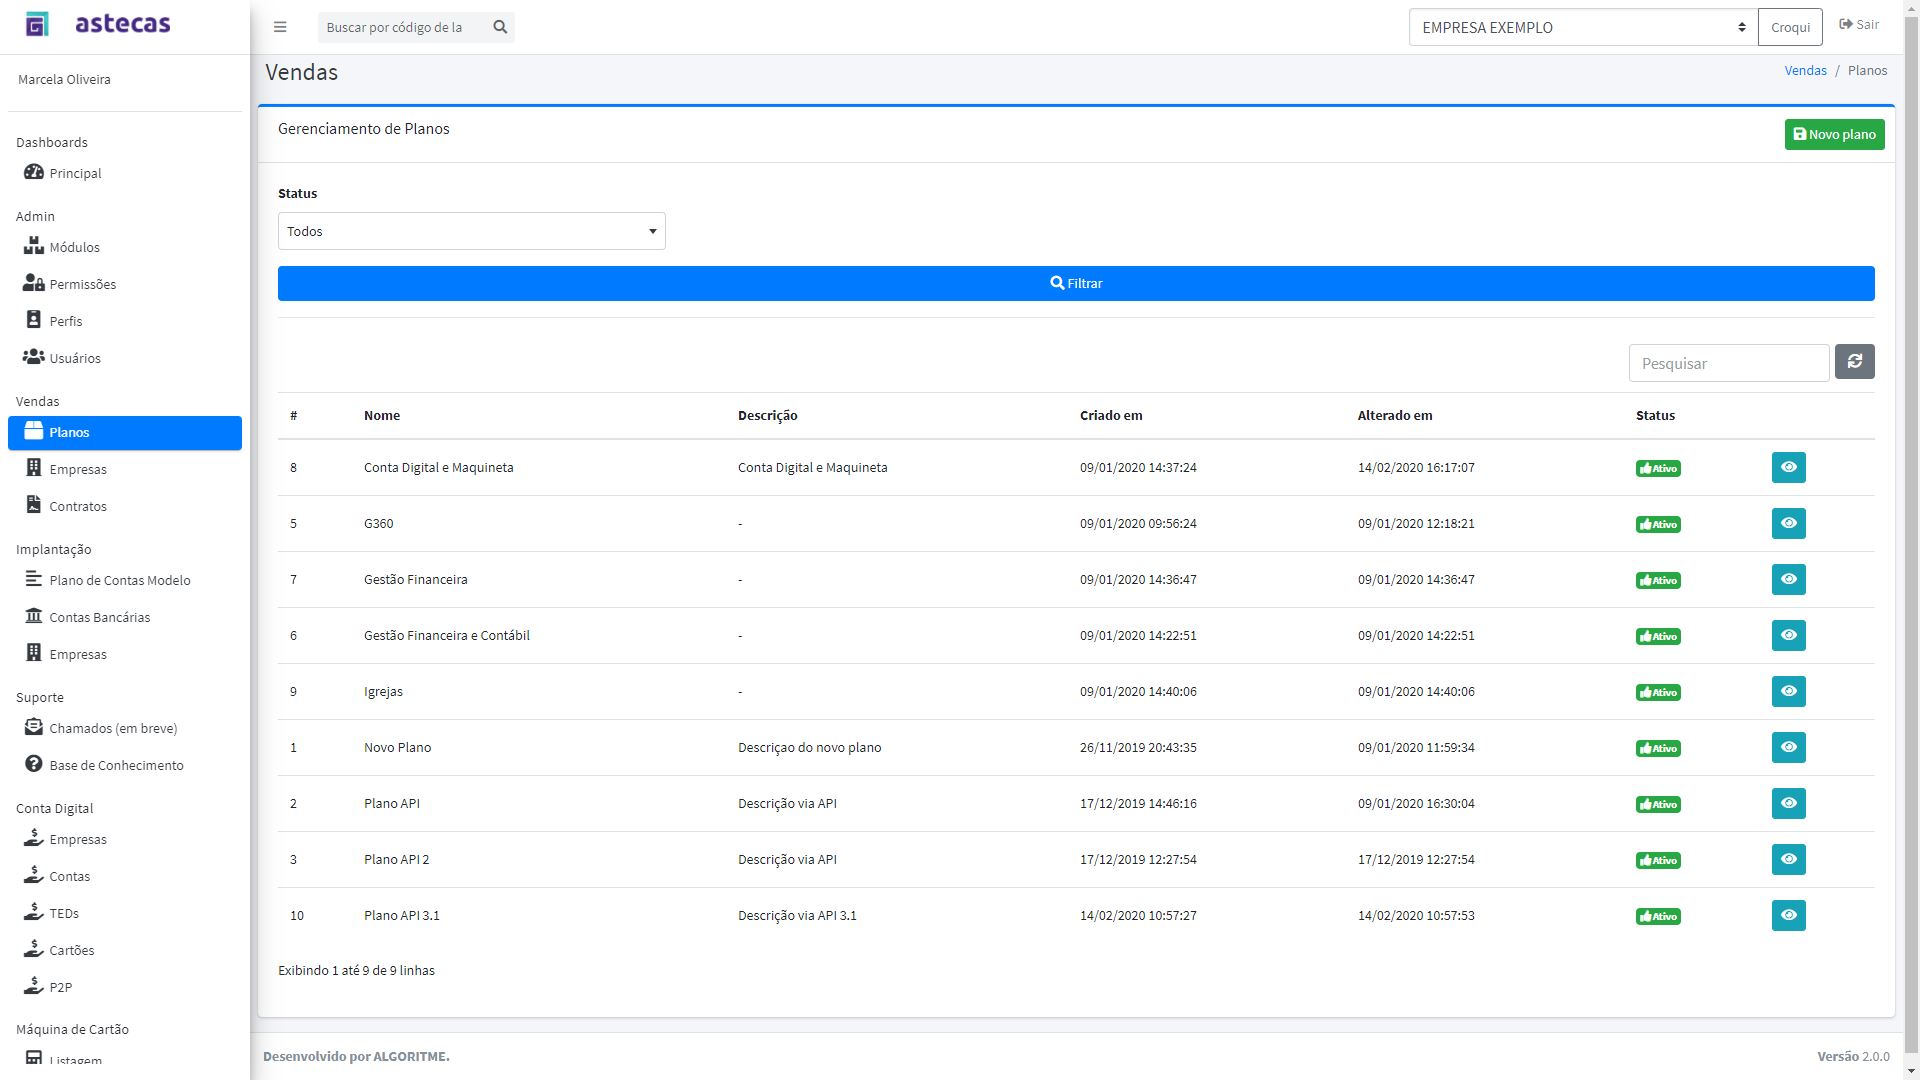 astecas
Buscar por código de la
EMPRESA EXEMPLO
Croqui
Sair
Marcela Oliveira
Dashboards
Principal
Admin
Módulos
Permissões
Perfis
Usuários
Vendas
Planos
Empresas
Contratos
Implantação
Plano de Contas Modelo
Contas Bancárias
Empresas
Suporte
Chamados (em breve)
Base de Conhecimento
Conta Digital
Empresas
Contas
TEDs
Cartões
P2P
Máquina de Cartão
Listagem
Vendas
Vendas / Planos
Gerenciamento de Planos
Novo plano
Status
Todos
Filtrar
Pesquisar
# Nome Descrição Criado em Alterado em Status
8 Conta Digital e Maquineta Conta Digital e Maquineta 09/01/2020 14:37:24 14/02/2020 16:17:07 Ativo
5 G360 - 09/01/2020 09:56:24 09/01/2020 12:18:21 Ativo
7 Gestão Financeira - 09/01/2020 14:36:47 09/01/2020 14:36:47 Ativo
6 Gestão Financeira e Contábil - 09/01/2020 14:22:51 09/01/2020 14:22:51 Ativo
9 Igrejas - 09/01/2020 14:40:06 09/01/2020 14:40:06 Ativo
1 Novo Plano Descriçao do novo plano 26/11/2019 20:43:35 09/01/2020 11:59:34 Ativo
2 Plano API Descrição via API 17/12/2019 14:46:16 09/01/2020 16:30:04 Ativo
3 Plano API 2 Descrição via API 17/12/2019 12:27:54 17/12/2019 12:27:54 Ativo
10 Plano API 3.1 Descrição via API 3.1 14/02/2020 10:57:27 14/02/2020 10:57:53 Ativo
Exibindo 1 até 9 de 9 linhas
Desenvolvido por ALGORITME.
Versão 2.0.0